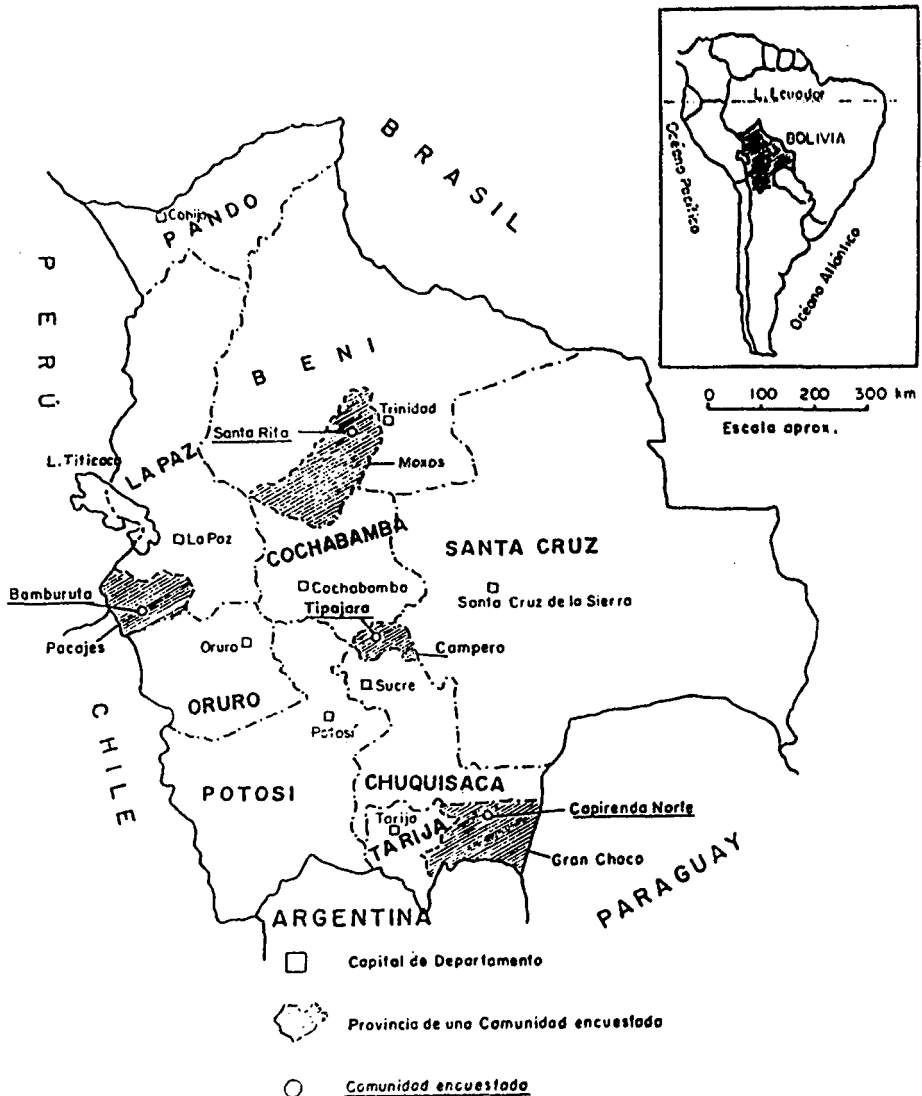 L. Ecuador
BOLIVIA
Océano Pacífico
Océano Atlántico
0 100 200 300 km
Escala aprox.
BRASIL
PERÚ
Cobija
PANDO
BENI
Trinidad
Santa Rita
Moxos
L. Titicaca
LA PAZ
La Paz
COCHABAMBA
SANTA CRUZ
Cochabamba
Santa Cruz de la Sierra
Bamburuta
Tipajara
Pacajes
Oruro
Campero
Sucre
ORURO
Potosí
CHILE
POTOSI
CHUQUISACA
Tarija
Capirenda Norte
TARIJA
Gran Chaco
PARAGUAY
ARGENTINA
Capital de Departamento
Provincia de una Comunidad encuestada
Comunidad encuestada